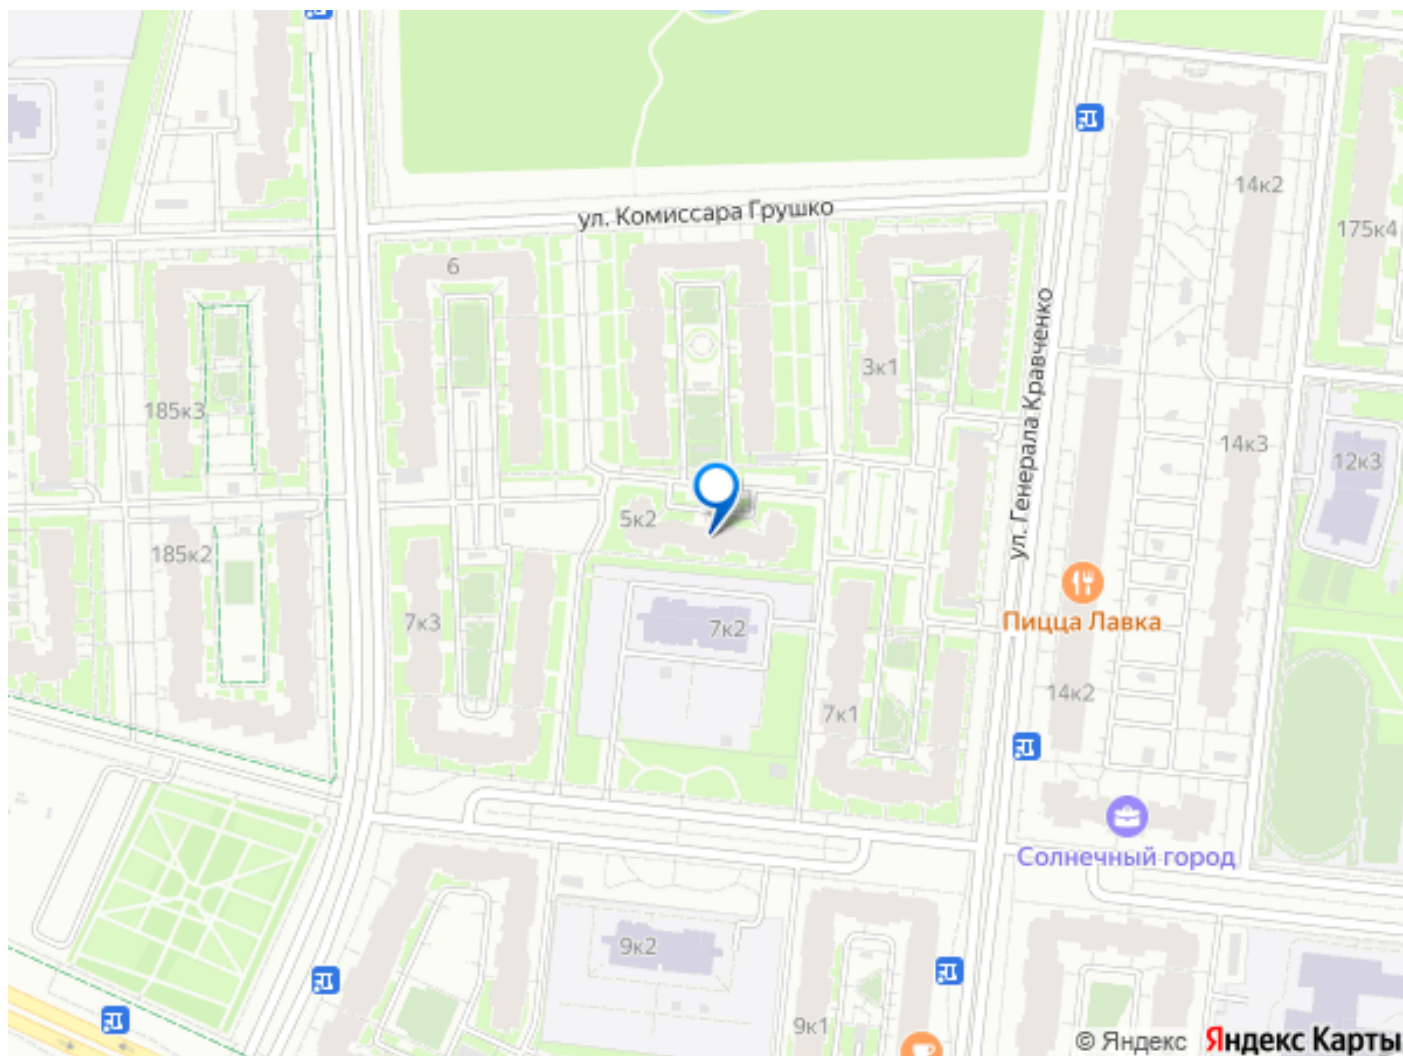 14к2
175к4
ул. Комиссара Грушко
6
ул. Генерала Кравченко
3к1
185к3
14к3
12к3
5к2
185к2
Пицца Лавка
7к3
7к2
14к2
7к1
Солнечный город
9к2
9к1
© Яндекс Яндекс Карты